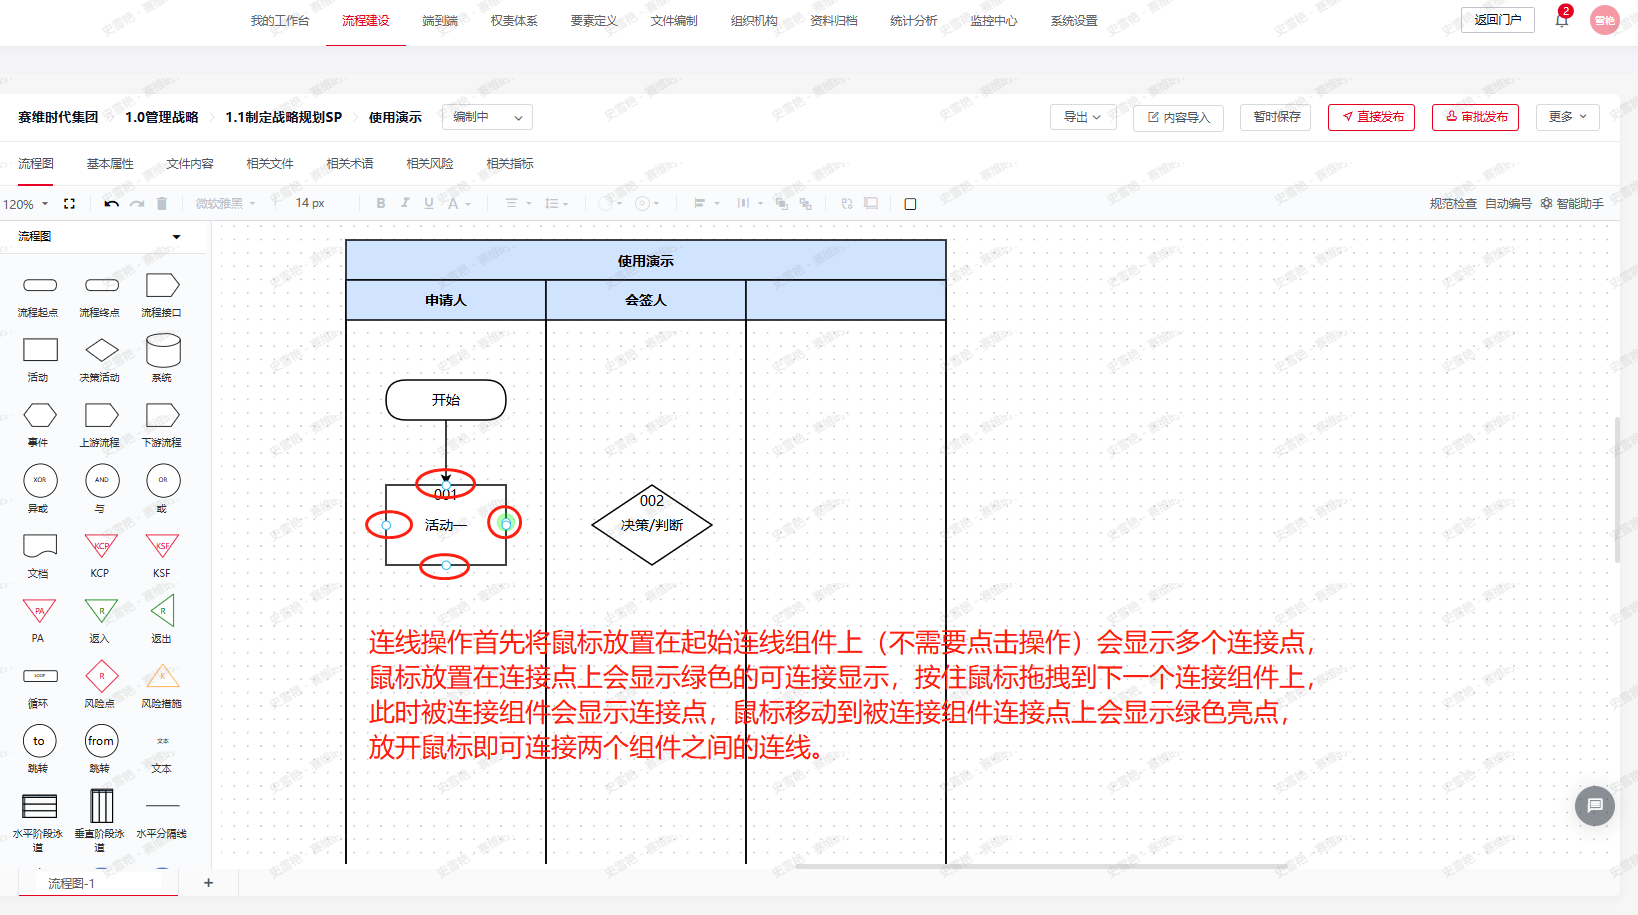 我的工作台 流程建设 端到端 权责体系 要素定义 文件编制 组织机构 资料归档 统计分析 监控中心 系统设置 返回门户 2 雪艳
赛维时代集团 1.0管理战略 1.1制定战略规划SP 使用演示 编制中 导出 内容导入 暂时保存 直接发布 审批发布 更多
流程图 基本属性 文件内容 相关文件 相关术语 相关风险 相关指标
120% 微软雅黑 14 px B I U A 规范检查 自动编号 智能助手
流程图
流程起点 流程终点 流程接口
活动 决策活动 系统
事件 上游流程 下游流程
XOR AND OR
异或 与 或
KCP KSF
文档 KCP KSF
PA R R
PA 返入 返出
LOOP R K
循环 风险点 风险措施
to from 文本
跳转 跳转 文本
水平阶段泳道 垂直阶段泳道 水平分隔线
使用演示
申请人 会签人
开始
001
活动一
002
决策/判断
连线操作首先将鼠标放置在起始连线组件上（不需要点击操作）会显示多个连接点，
鼠标放置在连接点上会显示绿色的可连接显示，按住鼠标拖拽到下一个连接组件上，
此时被连接组件会显示连接点，鼠标移动到被连接组件连接点上会显示绿色亮点，
放开鼠标即可连接两个组件之间的连线。
流程图-1 +